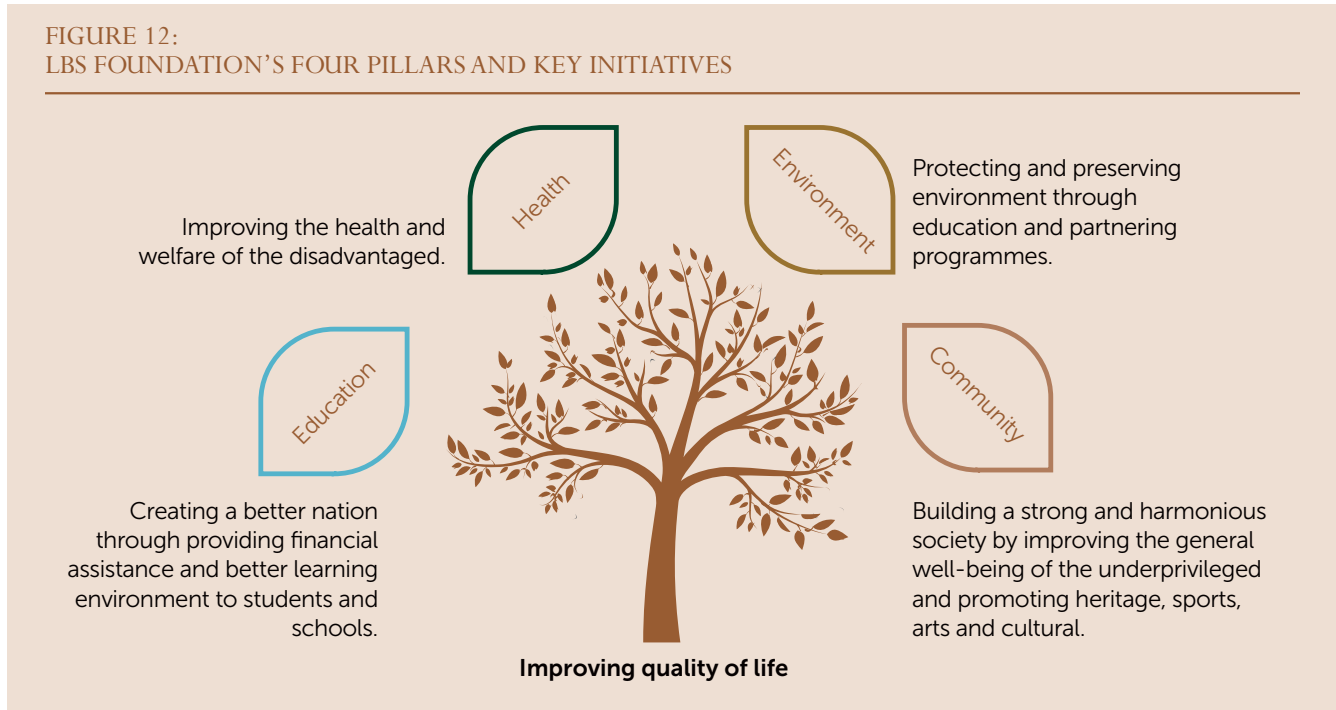 FIGURE 12:
LBS FOUNDATION'S FOUR PILLARS AND KEY INITIATIVES
Health
Improving the health and
welfare of the disadvantaged.
Environment
Protecting and preserving
environment through
education and partnering
programmes.
Education
Creating a better nation
through providing financial
assistance and better learning
environment to students and
schools.
Community
Building a strong and harmonious
society by improving the general
well-being of the underprivileged
and promoting heritage, sports,
arts and cultural.
Improving quality of life